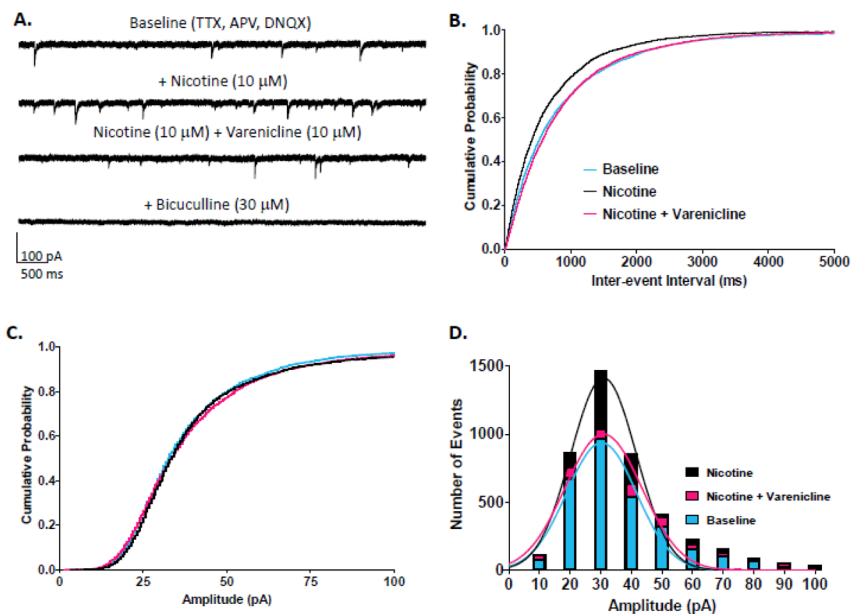 A.
Baseline (TTX, APV, DNQX)
+ Nicotine (10 µM)
Nicotine (10 µM) + Varenicline (10 µM)
+ Bicuculline (30 µM)
100 pA
500 ms
B.
Cumulative Probability
1.0
0.8
0.6
0.4
0.2
0.0
Baseline
Nicotine
Nicotine + Varenicline
0 1000 2000 3000 4000 5000
Inter-event Interval (ms)
C.
Cumulative Probability
1.0
0.8
0.6
0.4
0.2
0.0
0 25 50 75 100
Amplitude (pA)
D.
Number of Events
1500
1000
500
0
Nicotine
Nicotine + Varenicline
Baseline
0 10 20 30 40 50 60 70 80 90 100
Amplitude (pA)